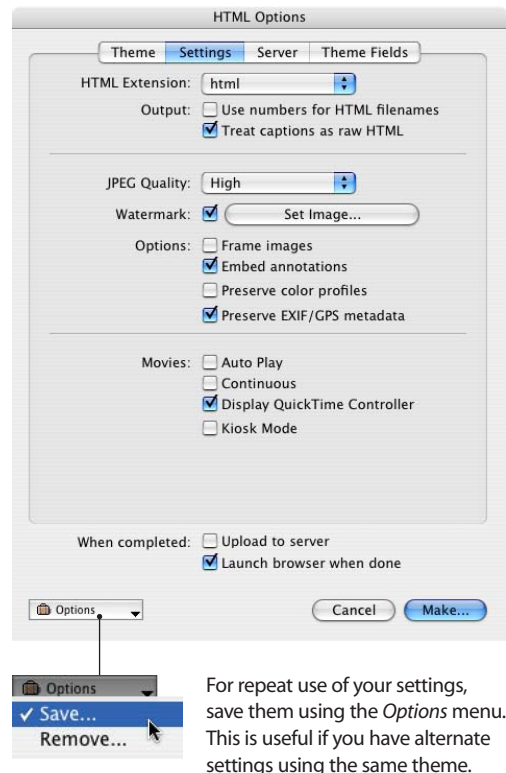 HTML Options
Theme Settings Server Theme Fields
HTML Extension: html
Output: Use numbers for HTML filenames
Treat captions as raw HTML
JPEG Quality: High
Watermark: Set Image...
Options: Frame images
Embed annotations
Preserve color profiles
Preserve EXIF/GPS metadata
Movies: Auto Play
Continuous
Display QuickTime Controller
Kiosk Mode
When completed: Upload to server
Launch browser when done
Options Cancel Make...
Options
Save...
Remove...
For repeat use of your settings,
save them using the Options menu.
This is useful if you have alternate
settings using the same theme.